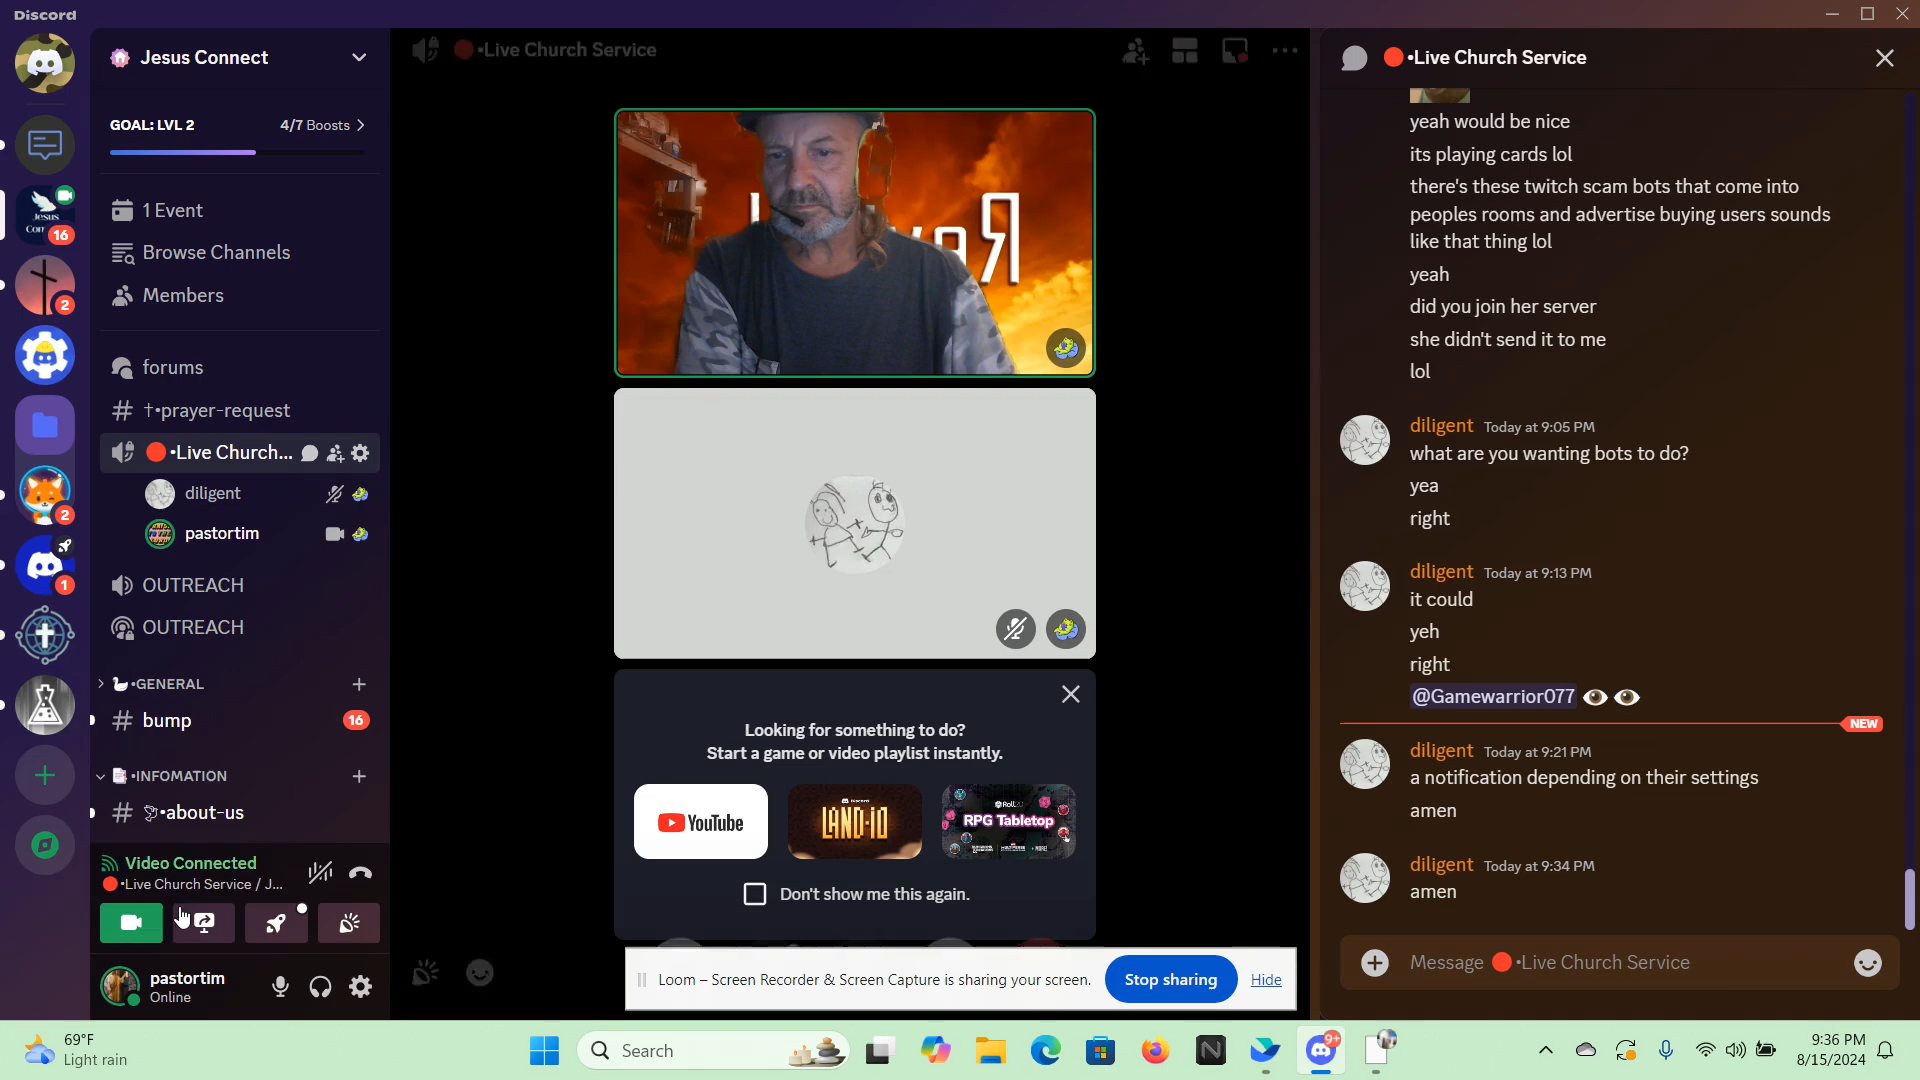 Discord
Jesus Connect
GOAL: LVL 2
4/7 Boosts
1 Event
Browse Channels
Members
forums
†•prayer-request
•Live Church...
diligent
pastortim
OUTREACH
OUTREACH
•GENERAL
bump
16
•INFOMATION
•about-us
Video Connected
•Live Church Service / J...
pastortim
Online
Jesus
16
2
2
1
•Live Church Service
Looking for something to do?
Start a game or video playlist instantly.
YouTube
LAND-IO
Roll20
RPG Tabletop
Don't show me this again.
Loom – Screen Recorder & Screen Capture is sharing your screen.
Stop sharing
Hide
•Live Church Service
yeah would be nice
its playing cards lol
there's these twitch scam bots that come into
peoples rooms and advertise buying users sounds
like that thing lol
yeah
did you join her server
she didn't send it to me
lol
diligent Today at 9:05 PM
what are you wanting bots to do?
yea
right
diligent Today at 9:13 PM
it could
yeh
right
@Gamewarrior077
NEW
diligent Today at 9:21 PM
a notification depending on their settings
amen
diligent Today at 9:34 PM
amen
Message •Live Church Service
69°F
Light rain
Search
9+
9:36 PM
8/15/2024